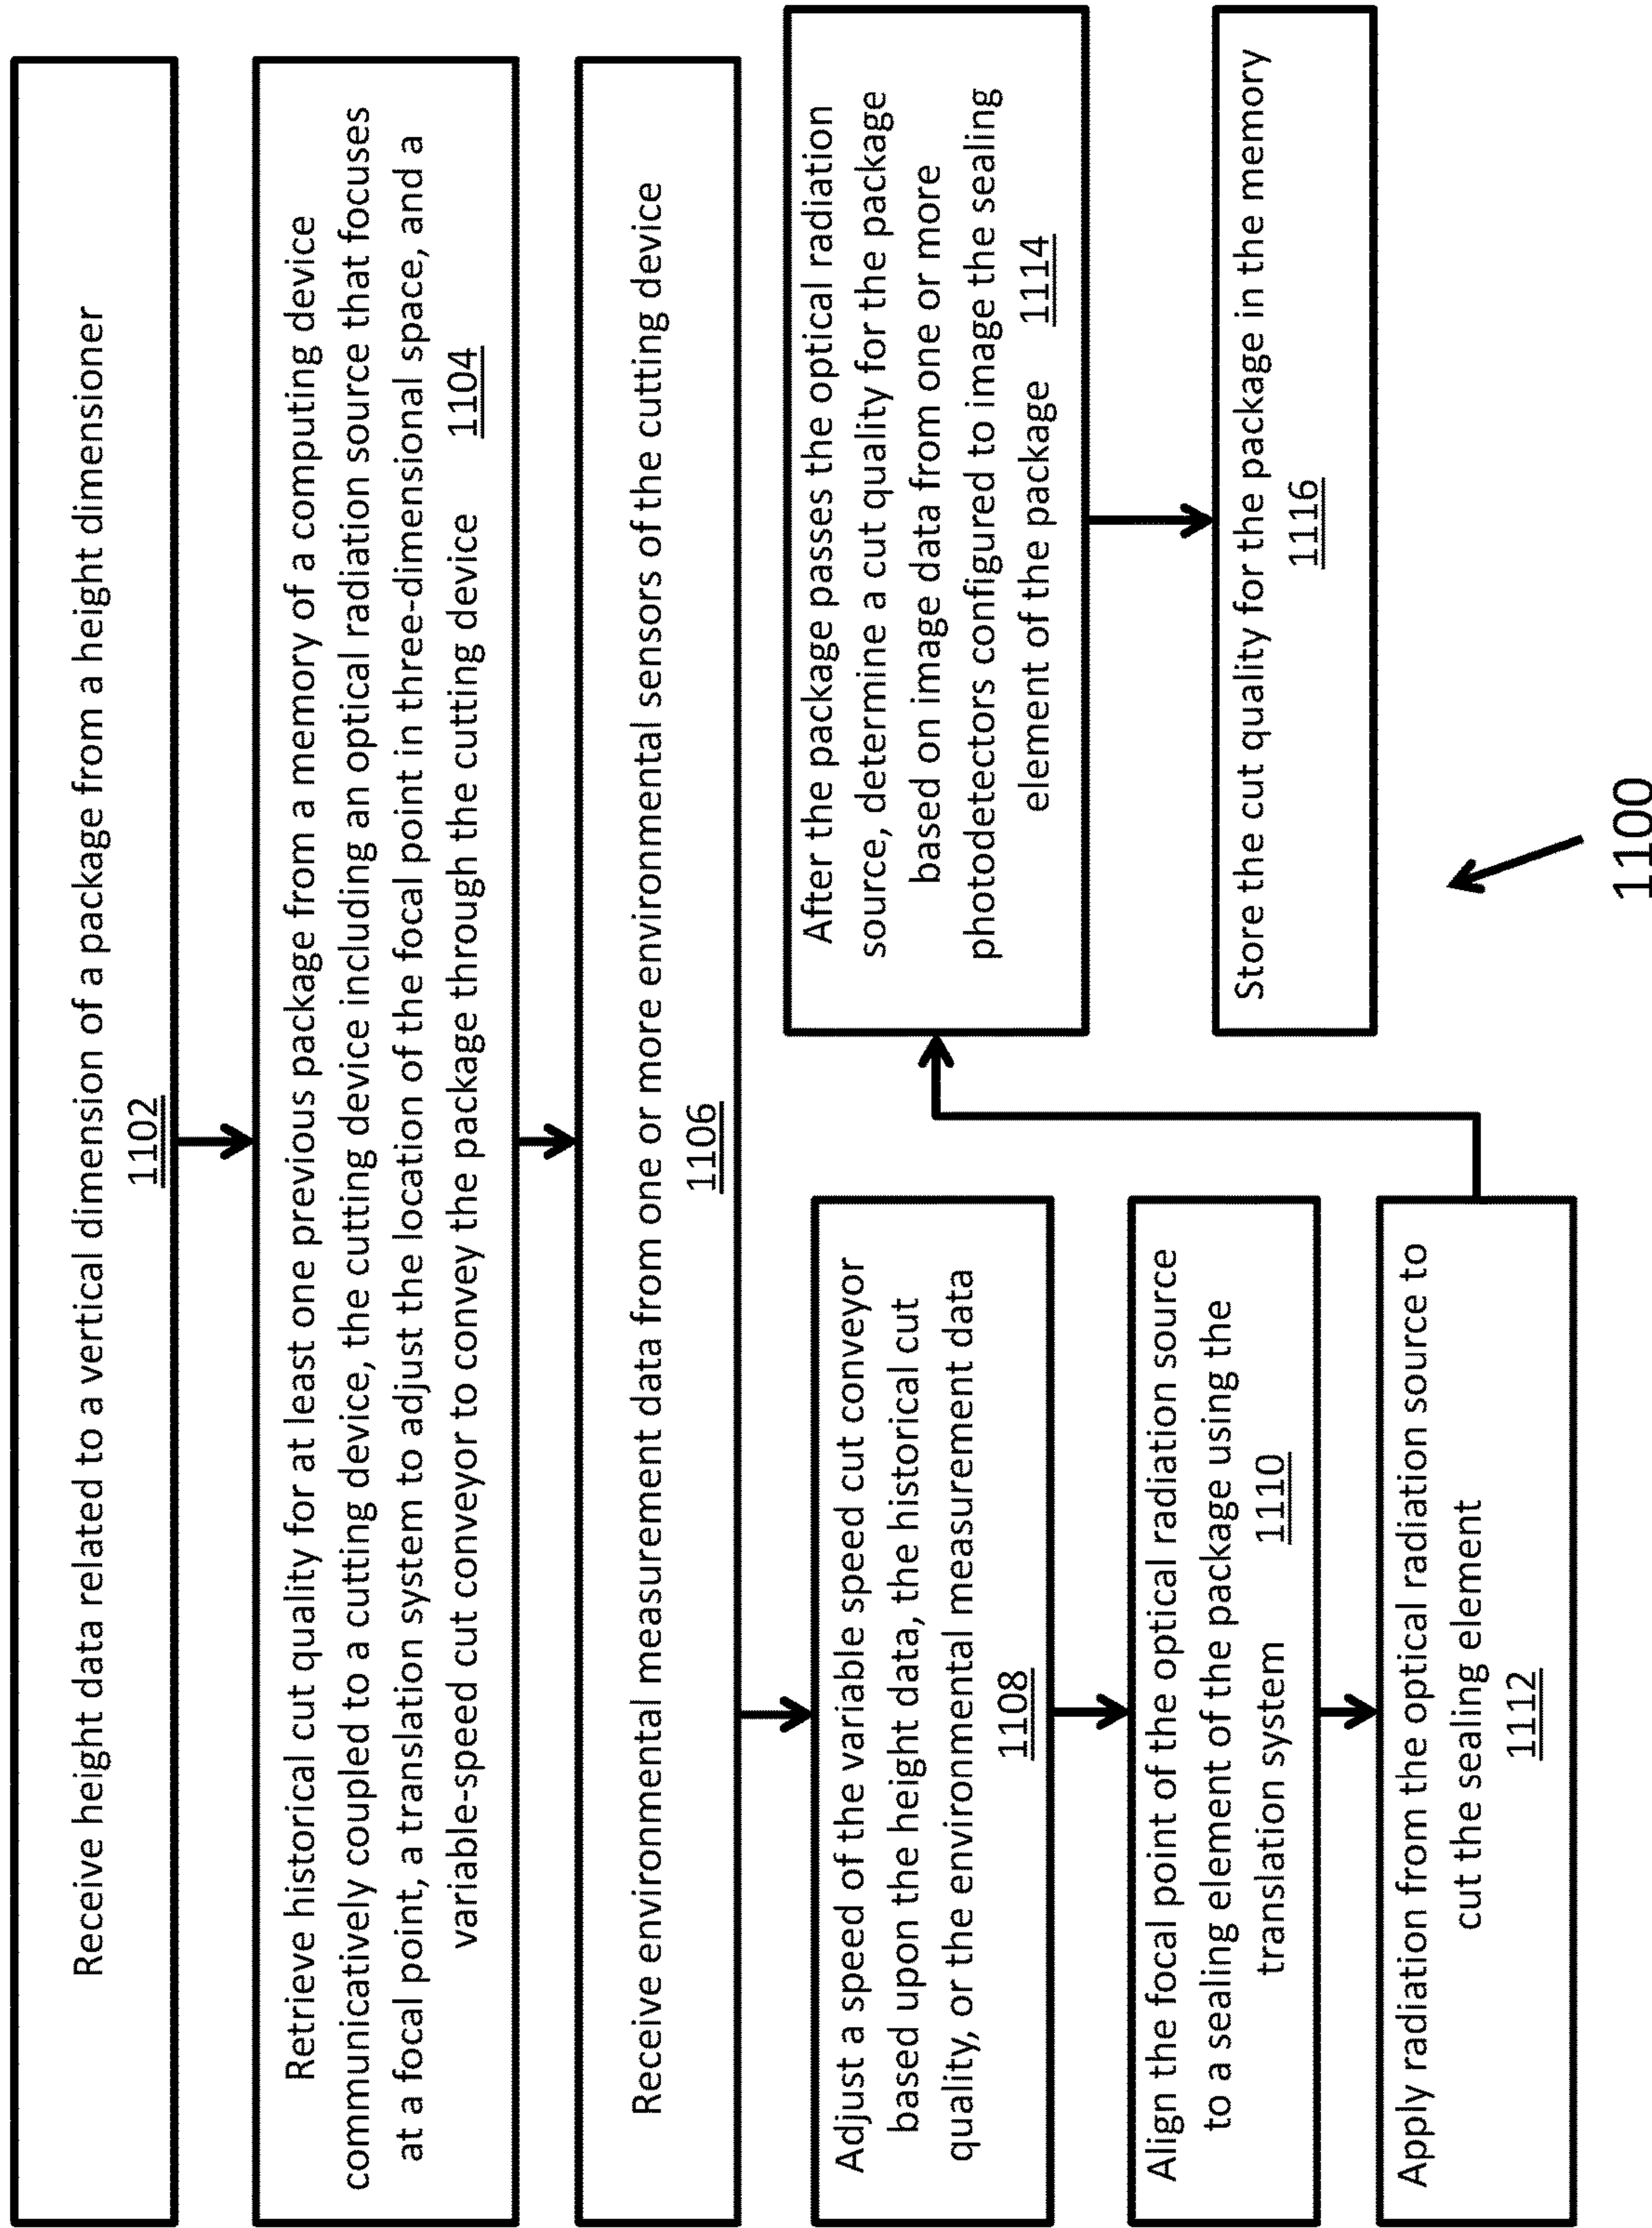 Receive height data related to a vertical dimension of a package from a height dimensioner
1102
Retrieve historical cut quality for at least one previous package from a memory of a computing device
communicatively coupled to a cutting device, the cutting device including an optical radiation source that focuses
at a focal point, a translation system to adjust the location of the focal point in three-dimensional space, and a
variable-speed cut conveyor to convey the package through the cutting device 1104
Receive environmental measurement data from one or more environmental sensors of the cutting device
1106
Adjust a speed of the variable speed cut conveyor
based upon the height data, the historical cut
quality, or the environmental measurement data
1108
Align the focal point of the optical radiation source
to a sealing element of the package using the
translation system 1110
Apply radiation from the optical radiation source to
cut the sealing element
1112
After the package passes the optical radiation
source, determine a cut quality for the package
based on image data from one or more
photodetectors configured to image the sealing
element of the package 1114
Store the cut quality for the package in the memory
1116
1100